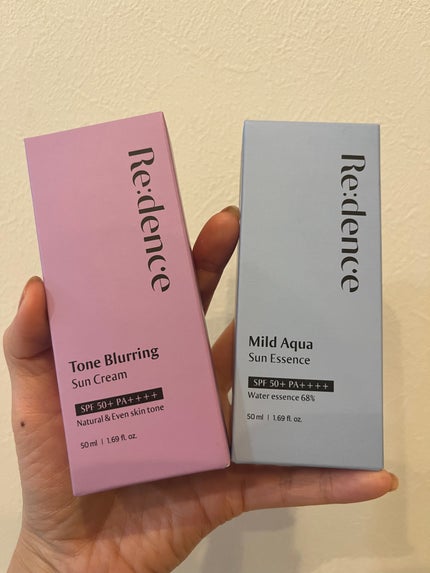 Re:dence
Tone Blurring
Sun Cream
SPF 50+ PA++++
Natural & Even skin tone
50 ml | 1.69 fl. oz.
Re:dence
Mild Aqua
Sun Essence
SPF 50+ PA++++
Water essence 68%
50 ml | 1.69 fl. oz.